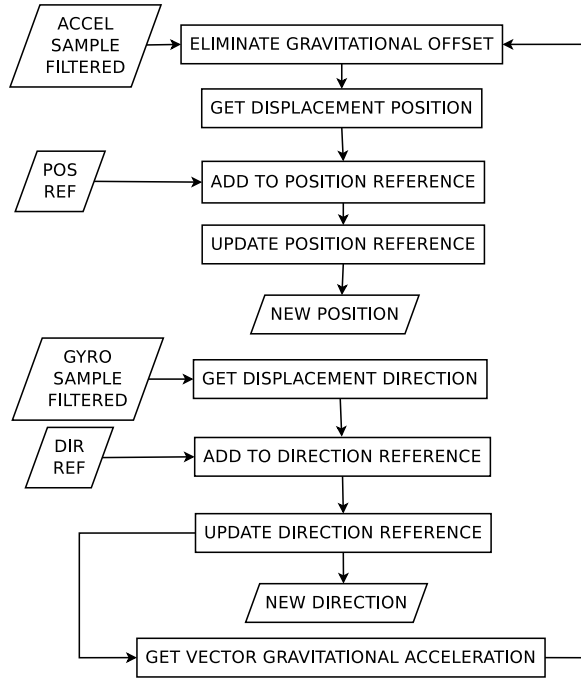 ACCEL
SAMPLE
FILTERED
ELIMINATE GRAVITATIONAL OFFSET
GET DISPLACEMENT POSITION
POS
REF
ADD TO POSITION REFERENCE
UPDATE POSITION REFERENCE
NEW POSITION
GYRO
SAMPLE
FILTERED
GET DISPLACEMENT DIRECTION
DIR
REF
ADD TO DIRECTION REFERENCE
UPDATE DIRECTION REFERENCE
NEW DIRECTION
GET VECTOR GRAVITATIONAL ACCELERATION